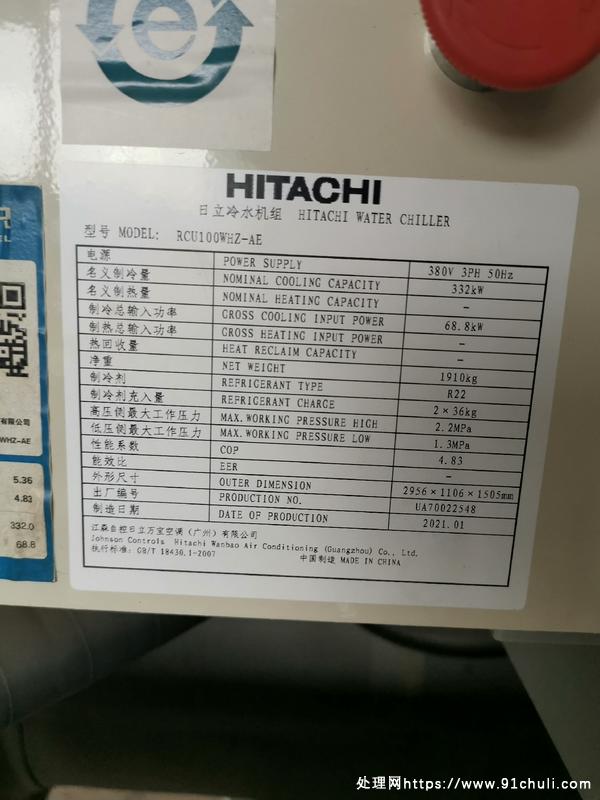 HITACHI
日立冷水机组 HITACHI WATER CHILLER
型号 MODEL: RCU100WHZ-AE
电源 POWER SUPPLY 380V 3PH 50Hz
名义制冷量 NOMINAL COOLING CAPACITY 332kW
名义制热量 NOMINAL HEATING CAPACITY –
制冷总输入功率 GROSS COOLING INPUT POWER 68.8kW
制热总输入功率 GROSS HEATING INPUT POWER –
热回收量 HEAT RECLAIM CAPACITY –
净重 NET WEIGHT 1910kg
制冷剂 REFRIGERANT TYPE R22
制冷剂充入量 REFRIGERANT CHARGE 2×36kg
高压侧最大工作压力 MAX.WORKING PRESSURE HIGH 2.2MPa
低压侧最大工作压力 MAX.WORKING PRESSURE LOW 1.3MPa
性能系数 COP 4.83
能效比 EER –
外形尺寸 OUTER DIMENSION 2956×1106×1505mm
出厂编号 PRODUCTION NO. UA70022548
制造日期 DATE OF PRODUCTION 2021.01
江森自控日立万宝空调(广州)有限公司
Johnson Controls Hitachi Wanbao Air Conditioning (Guangzhou) Co., Ltd.
执行标准: GB/T 18430.1-2007 中国制造 MADE IN CHINA
EL
有限公司
WHZ-AE
5.36
4.83
332.0
68.8
处理网https://www.91chuli.com